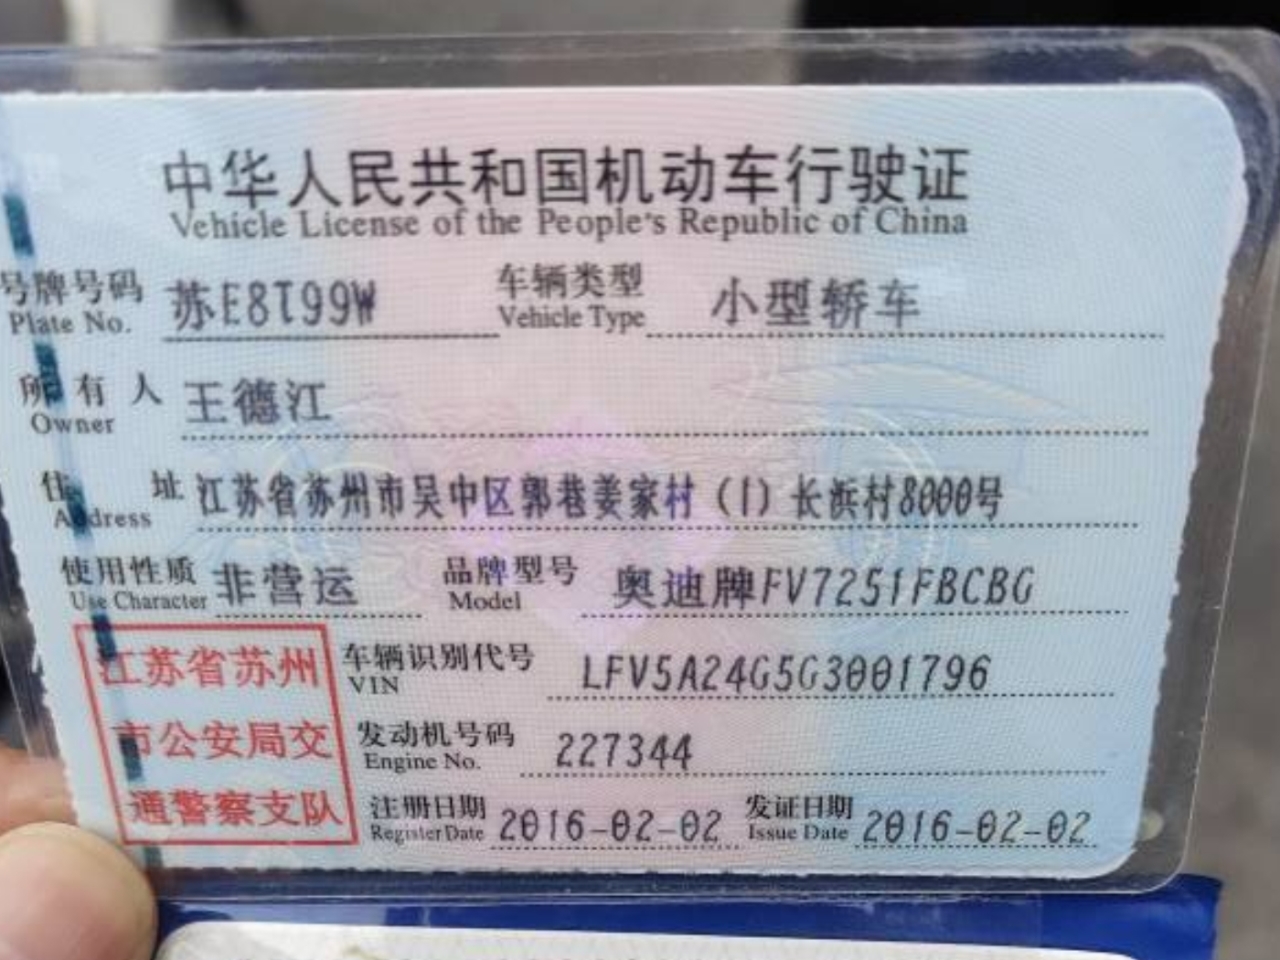 中华人民共和国机动车行驶证
Vehicle License of the People's Republic of China
号牌号码 苏E8T99W 车辆类型 小型轿车
Plate No. Vehicle Type
所有人 王德江
Owner
住址 江苏省苏州市吴中区郭巷姜家村（1）长浜村8000号
Address
使用性质 非营运 品牌型号 奥迪牌FV7251FBCBG
Use Character Model
江苏省苏州
市公安局交
通警察支队
车辆识别代号 LFV5A24G5G3001796
VIN
发动机号码 227344
Engine No.
注册日期 2016-02-02 发证日期 2016-02-02
Register Date Issue Date